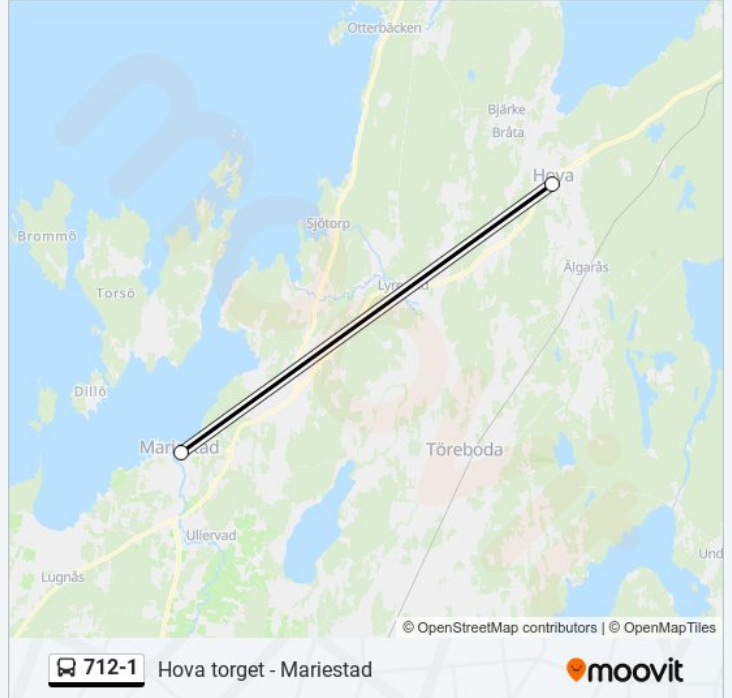 Otterbäcken
Bjärke
Bråta
Hova
Sjötorp
Brommö
Älgarås
Torsö
Dillö
Mariestad
Töreboda
Ullervad
Und
Lugnås
© OpenStreetMap contributors | © OpenMapTiles
712-1 Hova torget - Mariestad
moovit